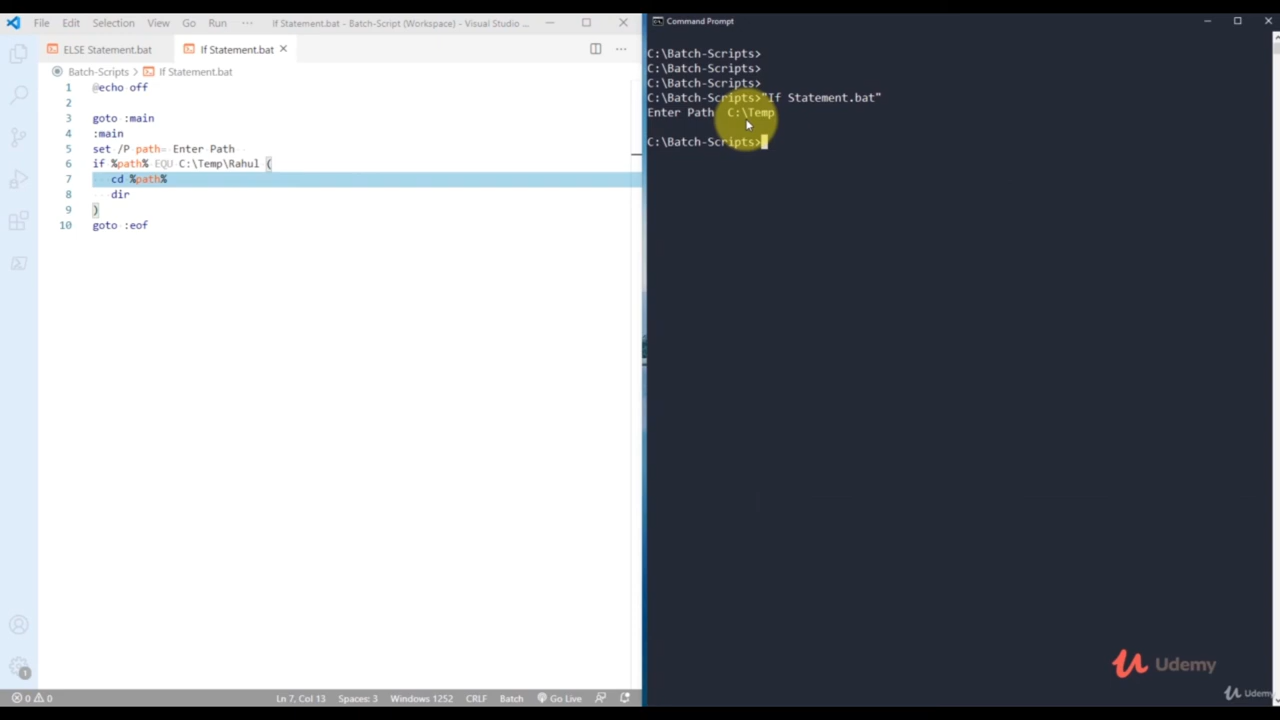 File Edit Selection View Go Run ··· If Statement.bat - Batch-Script (Workspace) - Visual Studio ...
ELSE Statement.bat If Statement.bat
Batch-Scripts > If Statement.bat
1 @echo off
2
3 goto :main
4 :main
5 set /P path= Enter Path
6 if %path% EQU C:\Temp\Rahul (
7 cd %path%
8 dir
9 )
10 goto :eof
0 0 Ln 7, Col 13 Spaces: 3 Windows 1252 CRLF Batch Go Live
1
Command Prompt
C:\Batch-Scripts>
C:\Batch-Scripts>
C:\Batch-Scripts>
C:\Batch-Scripts>"If Statement.bat"
Enter Path C:\Temp
C:\Batch-Scripts>
Udemy
Udemy